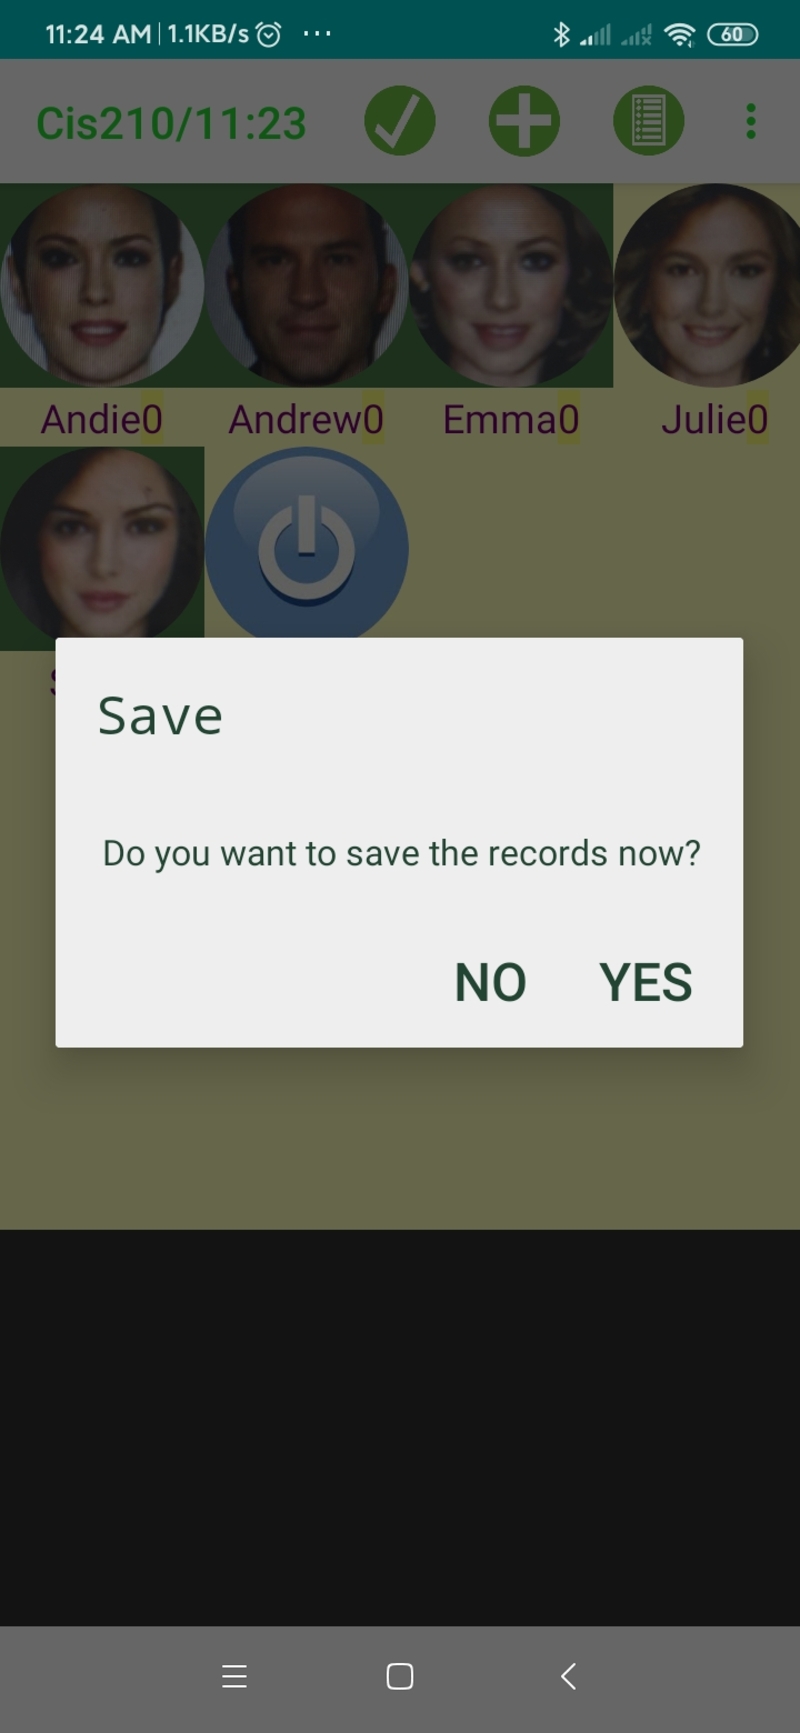 11:24 AM | 1.1KB/s ... 60
Cis210/11:23
Andie0 Andrew0 Emma0 Julie0
Save
Do you want to save the records now?
NO YES